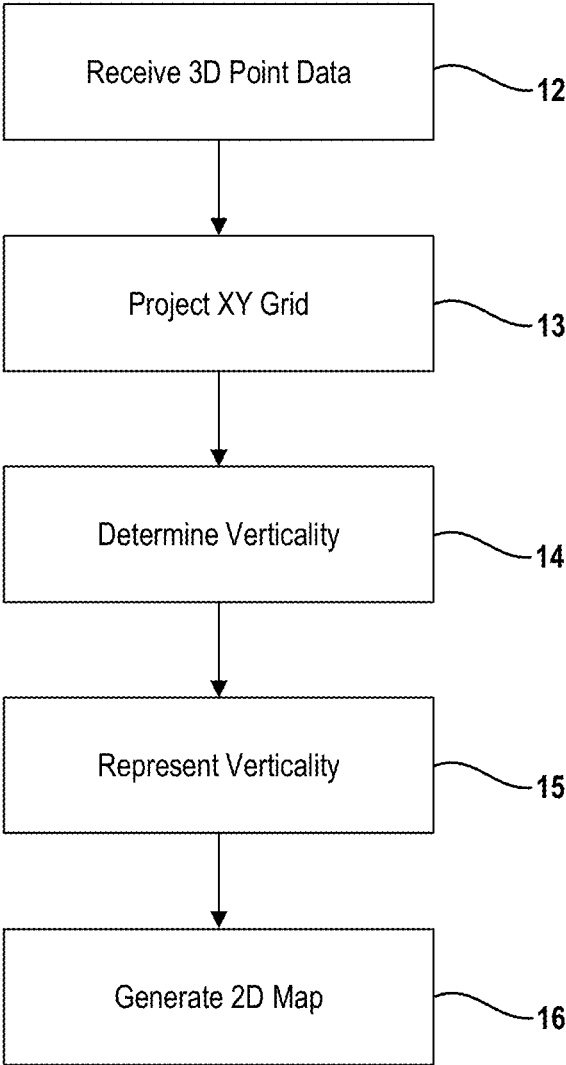 Receive 3D Point Data
12
Project XY Grid
13
Determine Verticality
14
Represent Verticality
15
Generate 2D Map
16